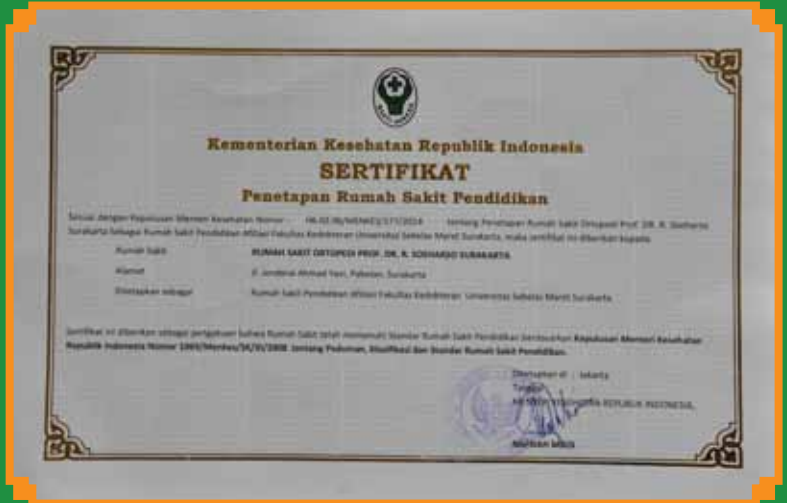 Kementerian Kesehatan Republik Indonesia
SERTIFIKAT
Penetapan Rumah Sakit Pendidikan
Sesuai dengan Keputusan Menteri Kesehatan Nomor tentang Penetapan Rumah Sakit Ortopedi Prof. DR. R. Soeharso
Surakarta Sebagai Rumah Sakit Pendidikan Afiliasi Fakultas Kedokteran Universitas Sebelas Maret Surakarta, maka sertifikat ini diberikan kepada
Rumah Sakit RUMAH SAKIT ORTOPEDI PROF. DR. R. SOEHARSO SURAKARTA
Alamat Jl. Jenderal Ahmad Yani, Pabelan, Surakarta
Ditetapkan sebagai Rumah Sakit Pendidikan Afiliasi Fakultas Kedokteran Universitas Sebelas Maret Surakarta
Sertifikat ini diberikan sebagai pengakuan bahwa Rumah Sakit telah memenuhi Standar Rumah Sakit Pendidikan berdasarkan Keputusan Menteri Kesehatan
Republik Indonesia Nomor tentang Pedoman, Klasifikasi dan Standar Rumah Sakit Pendidikan.
Ditetapkan di : Jakarta
Tanggal
REPUBLIK INDONESIA,